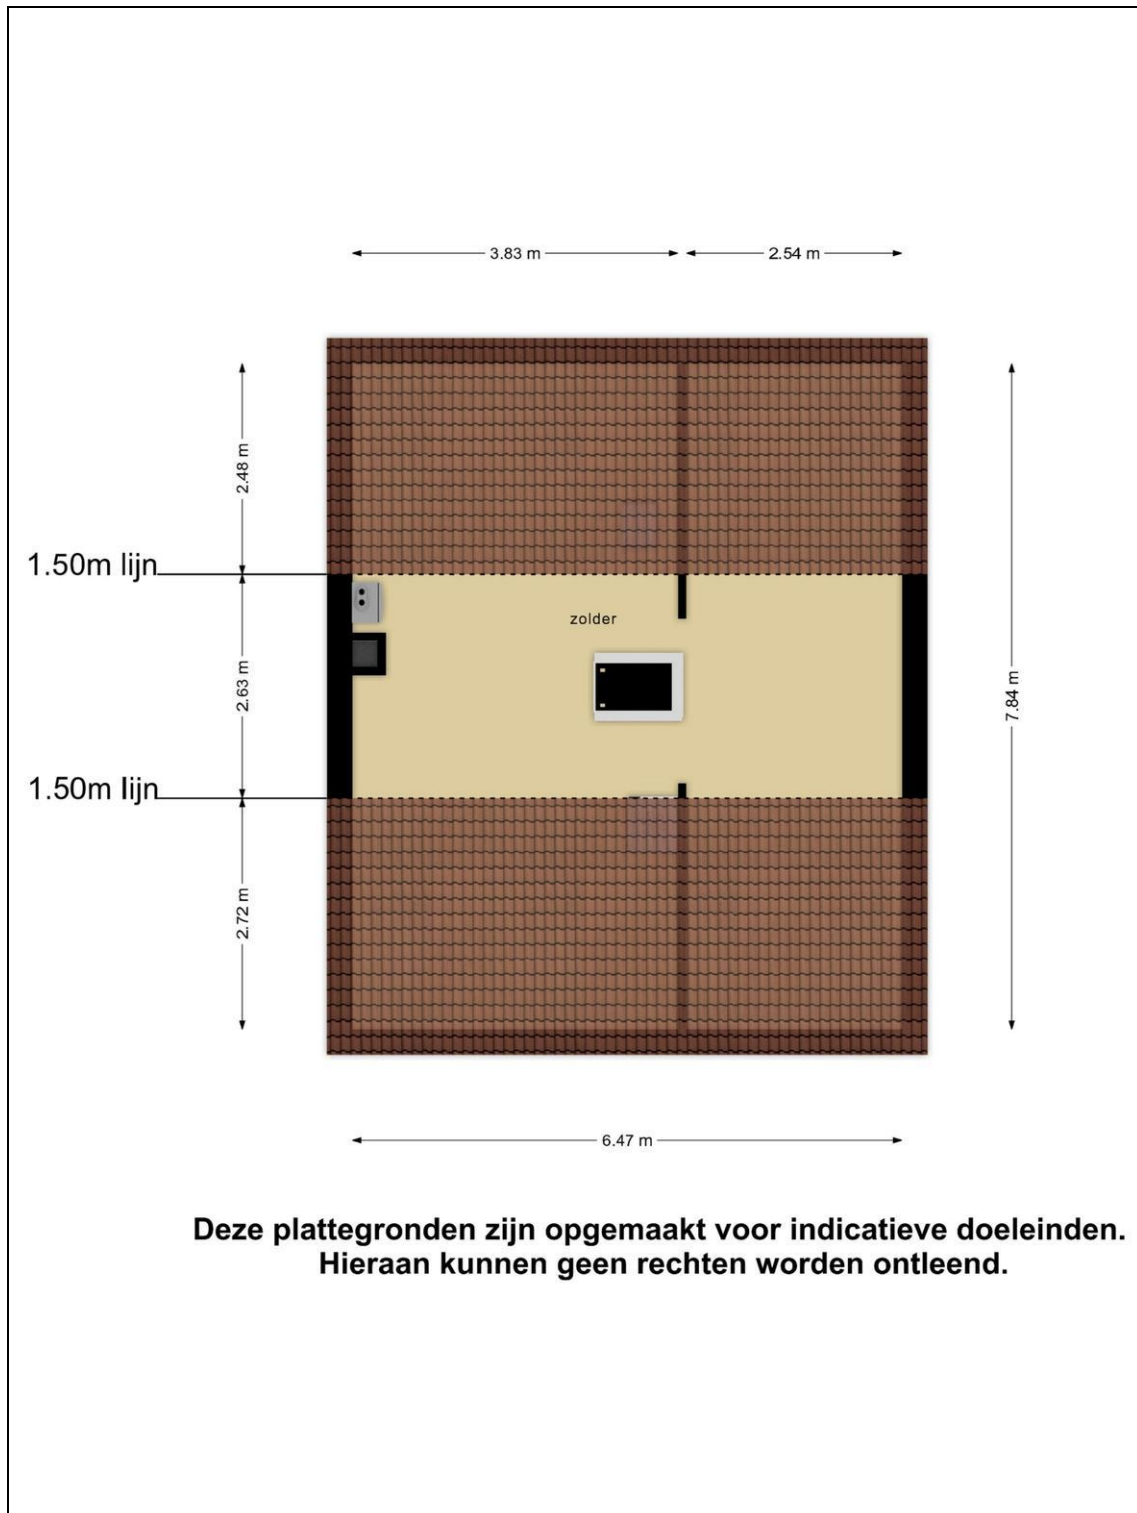 3.83 m
2.54 m
2.48 m
1.50m lijn
zolder
2.63 m
7.84 m
1.50m lijn
2.72 m
6.47 m
Deze plattegronden zijn opgemaakt voor indicatieve doeleinden.
Hieraan kunnen geen rechten worden ontleend.